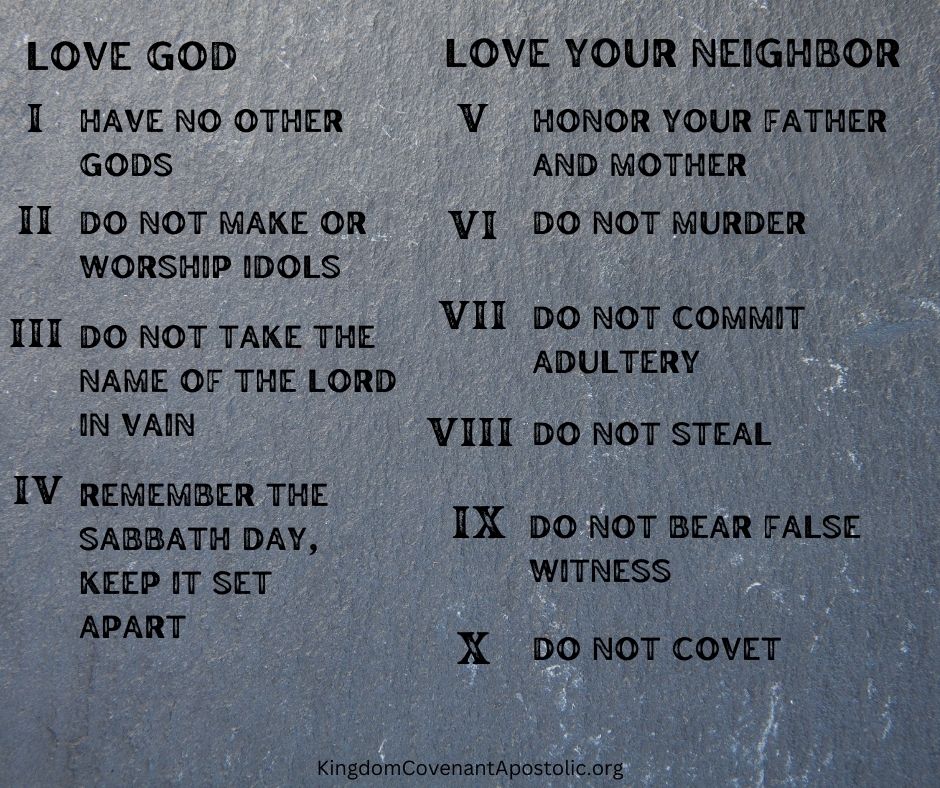 LOVE GOD
I HAVE NO OTHER
GODS
II DO NOT MAKE OR
WORSHIP IDOLS
III DO NOT TAKE THE
NAME OF THE LORD
IN VAIN
IV REMEMBER THE
SABBATH DAY,
KEEP IT SET
APART
LOVE YOUR NEIGHBOR
V HONOR YOUR FATHER
AND MOTHER
VI DO NOT MURDER
VII DO NOT COMMIT
ADULTERY
VIII DO NOT STEAL
IX DO NOT BEAR FALSE
WITNESS
X DO NOT COVET
KingdomCovenantApostolic.org